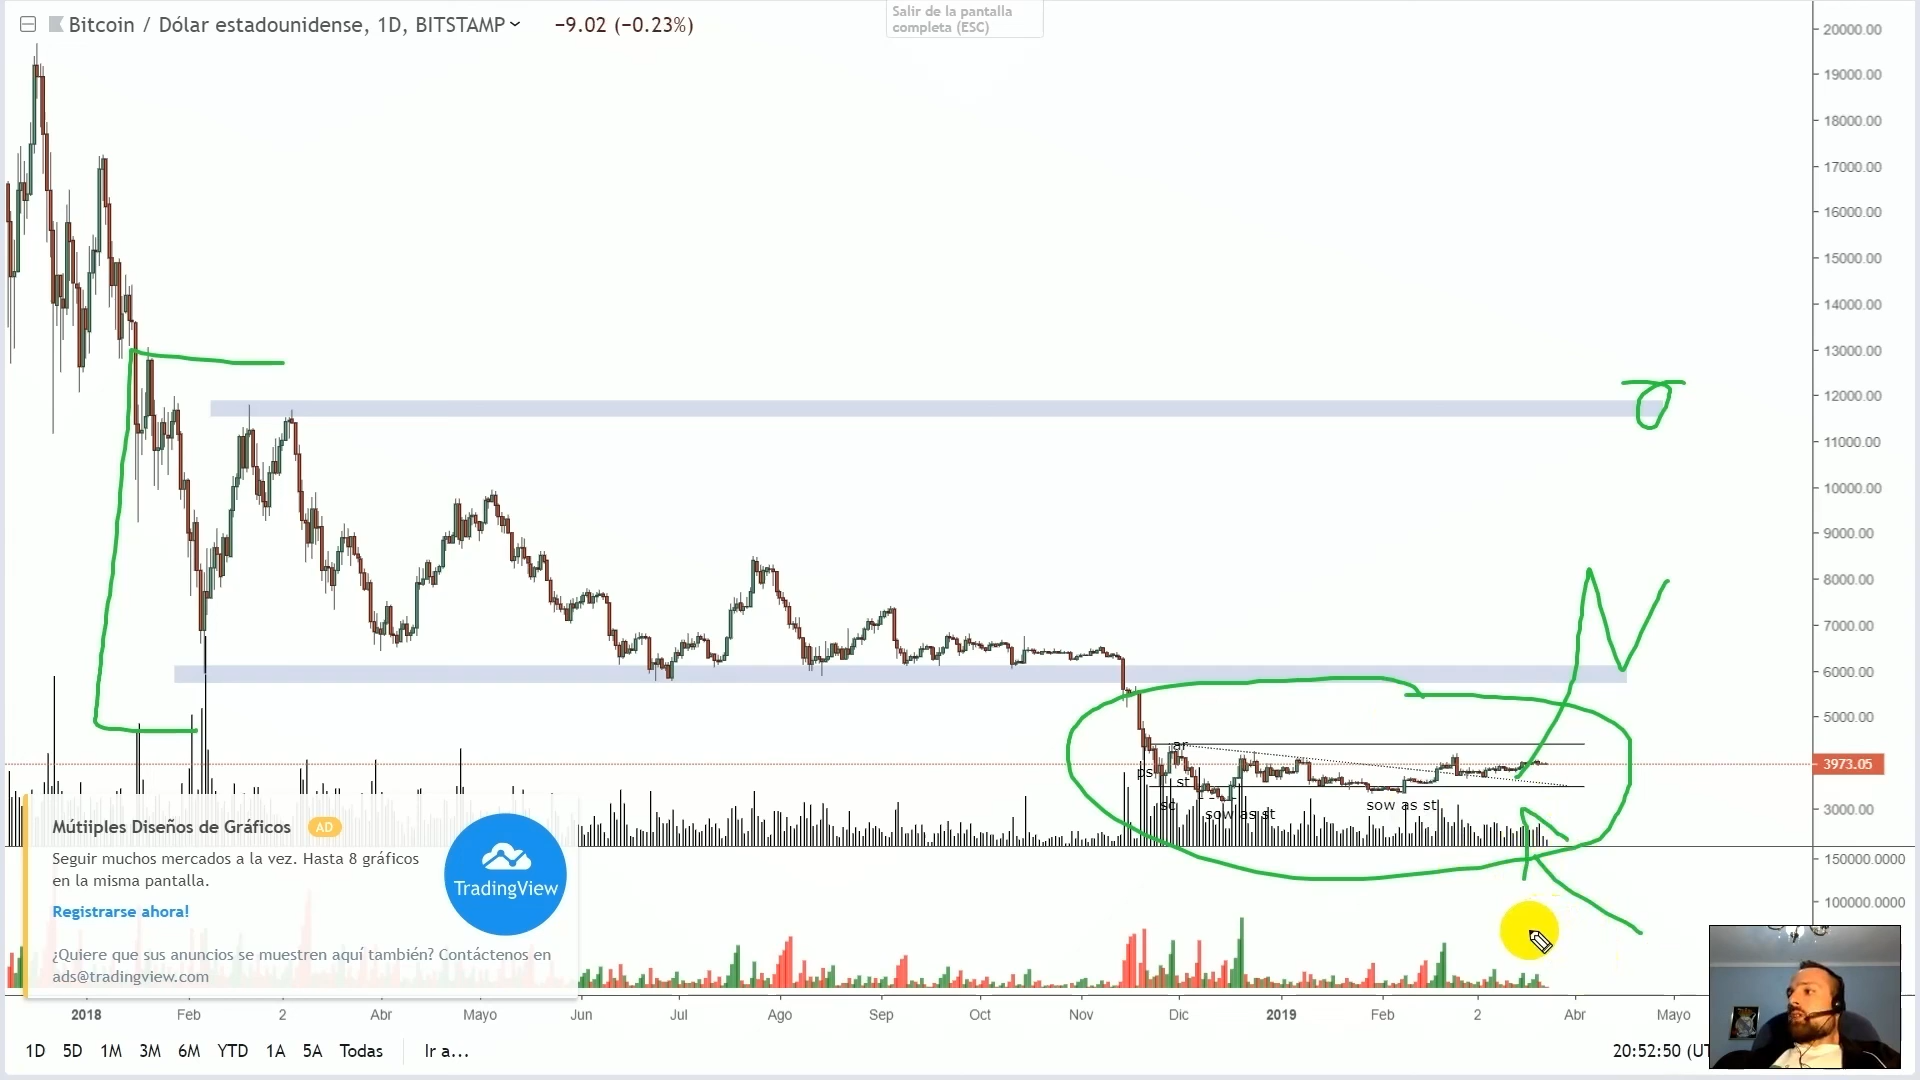 Bitcoin / Dólar estadounidense, 1D, BITSTAMP −9.02 (−0.23%)
Salir de la pantalla
completa (ESC)
20000.00
19000.00
18000.00
17000.00
16000.00
15000.00
14000.00
13000.00
12000.00
11000.00
10000.00
9000.00
8000.00
7000.00
6000.00
5000.00
3973.05
3000.00
150000.0000
100000.0000
ar
ps
st
sc
sow as st
sow as st
Mútiiples Diseños de Gráficos AD
Seguir muchos mercados a la vez. Hasta 8 gráficos
en la misma pantalla.
Registrarse ahora!
¿Quiere que sus anuncios se muestren aquí también? Contáctenos en
ads@tradingview.com
TradingView
2018 Feb 2 Abr Mayo Jun Jul Ago Sep Oct Nov Dic 2019 Feb 2 Abr Mayo
1D 5D 1M 3M 6M YTD 1A 5A Todas Ir a... 20:52:50 (UT